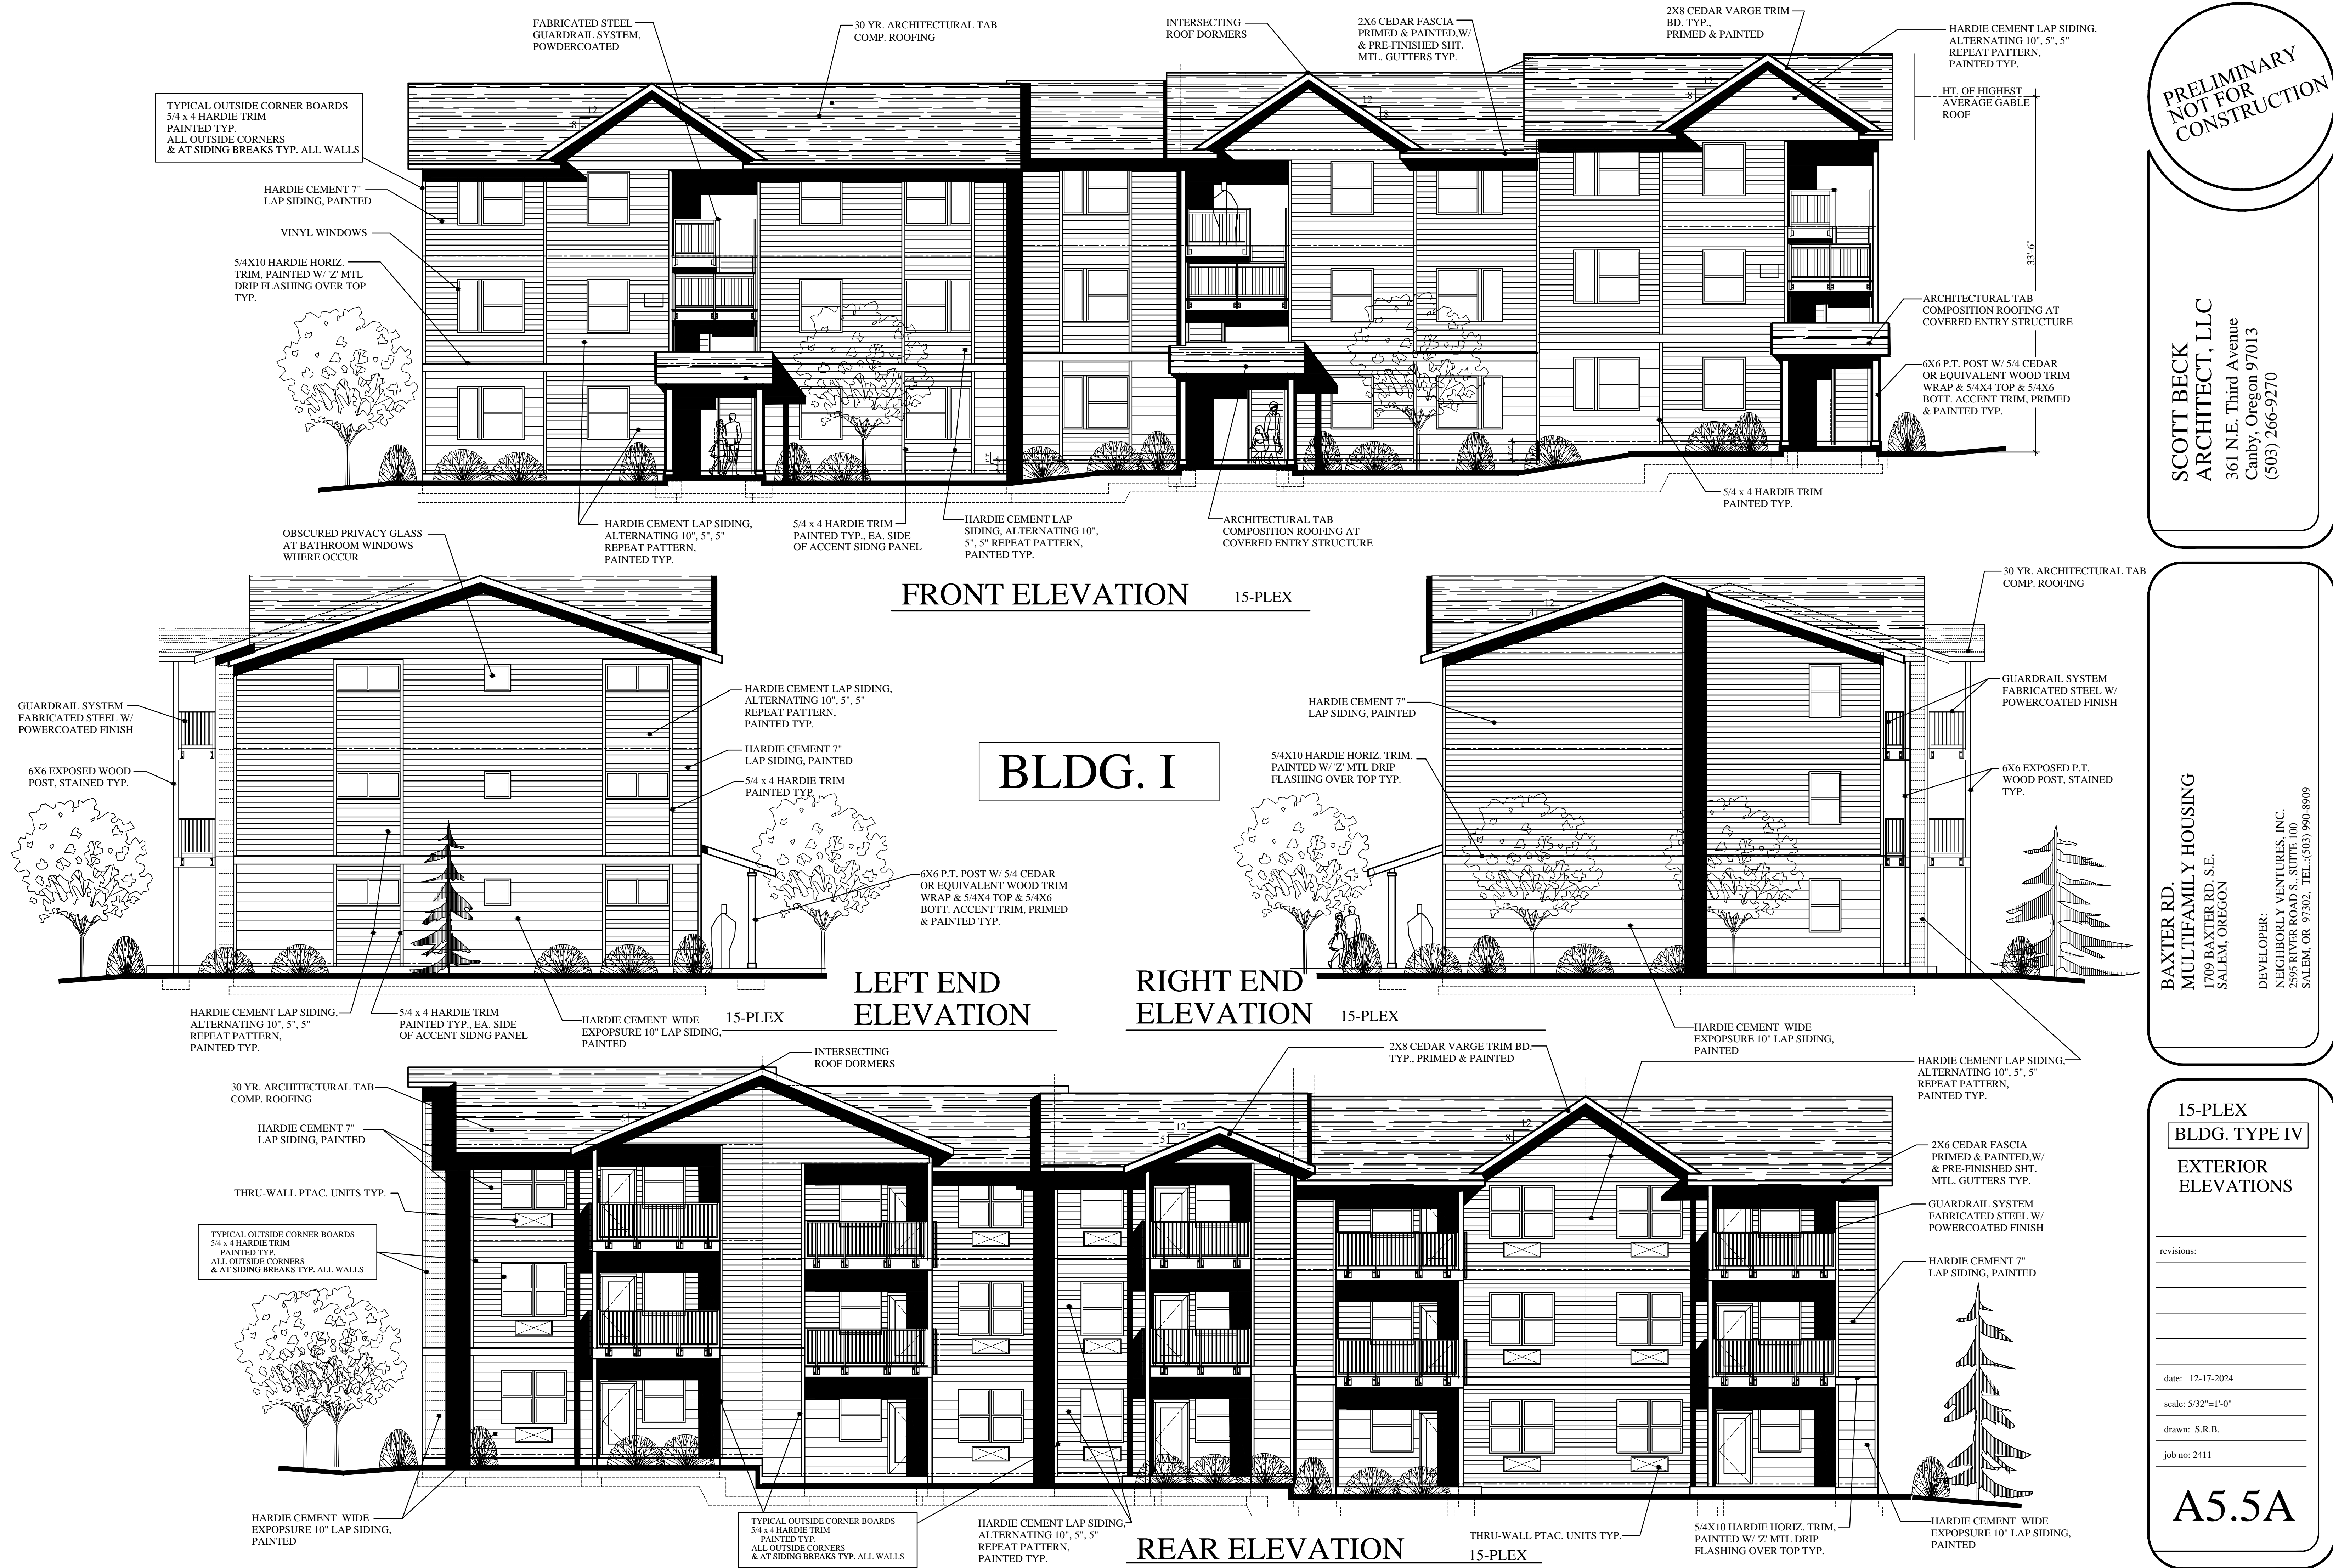 FABRICATED STEEL
GUARDRAIL SYSTEM,
POWDERCOATED
30 YR. ARCHITECTURAL TAB
COMP. ROOFING
INTERSECTING
ROOF DORMERS
2X6 CEDAR FASCIA
PRIMED & PAINTED,W/
& PRE-FINISHED SHT.
MTL. GUTTERS TYP.
2X8 CEDAR VARGE TRIM
BD. TYP.,
PRIMED & PAINTED
HARDIE CEMENT LAP SIDING,
ALTERNATING 10", 5", 5"
REPEAT PATTERN,
PAINTED TYP.
HT. OF HIGHEST
AVERAGE GABLE
ROOF
TYPICAL OUTSIDE CORNER BOARDS
5/4 x 4 HARDIE TRIM
PAINTED TYP.
ALL OUTSIDE CORNERS
& AT SIDING BREAKS TYP. ALL WALLS
HARDIE CEMENT 7"
LAP SIDING, PAINTED
VINYL WINDOWS
5/4X10 HARDIE HORIZ.
TRIM, PAINTED W/ 'Z' MTL
DRIP FLASHING OVER TOP
TYP.
12
8
12
8
12
8
33'-6"
ARCHITECTURAL TAB
COMPOSITION ROOFING AT
COVERED ENTRY STRUCTURE
6X6 P.T. POST W/ 5/4 CEDAR
OR EQUIVALENT WOOD TRIM
WRAP & 5/4X4 TOP & 5/4X6
BOTT. ACCENT TRIM, PRIMED
& PAINTED TYP.
5/4 x 4 HARDIE TRIM
PAINTED TYP.
HARDIE CEMENT LAP SIDING,
ALTERNATING 10", 5", 5"
REPEAT PATTERN,
PAINTED TYP.
5/4 x 4 HARDIE TRIM
PAINTED TYP., EA. SIDE
OF ACCENT SIDNG PANEL
HARDIE CEMENT LAP
SIDING, ALTERNATING 10",
5", 5" REPEAT PATTERN,
PAINTED TYP.
ARCHITECTURAL TAB
COMPOSITION ROOFING AT
COVERED ENTRY STRUCTURE
FRONT ELEVATION 15-PLEX
OBSCURED PRIVACY GLASS
AT BATHROOM WINDOWS
WHERE OCCUR
GUARDRAIL SYSTEM
FABRICATED STEEL W/
POWERCOATED FINISH
6X6 EXPOSED WOOD
POST, STAINED TYP.
HARDIE CEMENT LAP SIDING,
ALTERNATING 10", 5", 5"
REPEAT PATTERN,
PAINTED TYP.
HARDIE CEMENT 7"
LAP SIDING, PAINTED
5/4 x 4 HARDIE TRIM
PAINTED TYP.
6X6 P.T. POST W/ 5/4 CEDAR
OR EQUIVALENT WOOD TRIM
WRAP & 5/4X4 TOP & 5/4X6
BOTT. ACCENT TRIM, PRIMED
& PAINTED TYP.
HARDIE CEMENT LAP SIDING,
ALTERNATING 10", 5", 5"
REPEAT PATTERN,
PAINTED TYP.
5/4 x 4 HARDIE TRIM
PAINTED TYP., EA. SIDE
OF ACCENT SIDNG PANEL
HARDIE CEMENT WIDE
EXPOPSURE 10" LAP SIDING,
PAINTED
15-PLEX
LEFT END
ELEVATION
BLDG. I
12
4
30 YR. ARCHITECTURAL TAB
COMP. ROOFING
HARDIE CEMENT 7"
LAP SIDING, PAINTED
5/4X10 HARDIE HORIZ. TRIM,
PAINTED W/ 'Z' MTL DRIP
FLASHING OVER TOP TYP.
GUARDRAIL SYSTEM
FABRICATED STEEL W/
POWERCOATED FINISH
6X6 EXPOSED P.T.
WOOD POST, STAINED
TYP.
RIGHT END
ELEVATION 15-PLEX
HARDIE CEMENT WIDE
EXPOPSURE 10" LAP SIDING,
PAINTED
HARDIE CEMENT LAP SIDING,
ALTERNATING 10", 5", 5"
REPEAT PATTERN,
PAINTED TYP.
INTERSECTING
ROOF DORMERS
2X8 CEDAR VARGE TRIM BD.
TYP., PRIMED & PAINTED
30 YR. ARCHITECTURAL TAB
COMP. ROOFING
HARDIE CEMENT 7"
LAP SIDING, PAINTED
THRU-WALL PTAC. UNITS TYP.
TYPICAL OUTSIDE CORNER BOARDS
5/4 x 4 HARDIE TRIM
PAINTED TYP.
ALL OUTSIDE CORNERS
& AT SIDING BREAKS TYP. ALL WALLS
12
5
12
5
12
8
2X6 CEDAR FASCIA
PRIMED & PAINTED,W/
& PRE-FINISHED SHT.
MTL. GUTTERS TYP.
GUARDRAIL SYSTEM
FABRICATED STEEL W/
POWERCOATED FINISH
HARDIE CEMENT 7"
LAP SIDING, PAINTED
HARDIE CEMENT WIDE
EXPOPSURE 10" LAP SIDING,
PAINTED
TYPICAL OUTSIDE CORNER BOARDS
5/4 x 4 HARDIE TRIM
PAINTED TYP.
ALL OUTSIDE CORNERS
& AT SIDING BREAKS TYP. ALL WALLS
HARDIE CEMENT LAP SIDING,
ALTERNATING 10", 5", 5"
REPEAT PATTERN,
PAINTED TYP.
REAR ELEVATION 15-PLEX
THRU-WALL PTAC. UNITS TYP.
5/4X10 HARDIE HORIZ. TRIM,
PAINTED W/ 'Z' MTL DRIP
FLASHING OVER TOP TYP.
HARDIE CEMENT WIDE
EXPOPSURE 10" LAP SIDING,
PAINTED
PRELIMINARY
NOT FOR
CONSTRUCTION
SCOTT BECK
ARCHITECT, LLC
361 N.E. Third Avenue
Canby, Oregon 97013
(503) 266-9270
BAXTER RD.
MULTIFAMILY HOUSING
1709 BAXTER RD. S.E.
SALEM, OREGON
DEVELOPER:
NEIGHBORLY VENTURES, INC.
2595 RIVER ROAD S., SUITE 100
SALEM, OR 97302, TEL.:(503) 990-8909
15-PLEX
BLDG. TYPE IV
EXTERIOR
ELEVATIONS
revisions:
date: 12-17-2024
scale: 5/32"=1'-0"
drawn: S.R.B.
job no: 2411
A5.5A